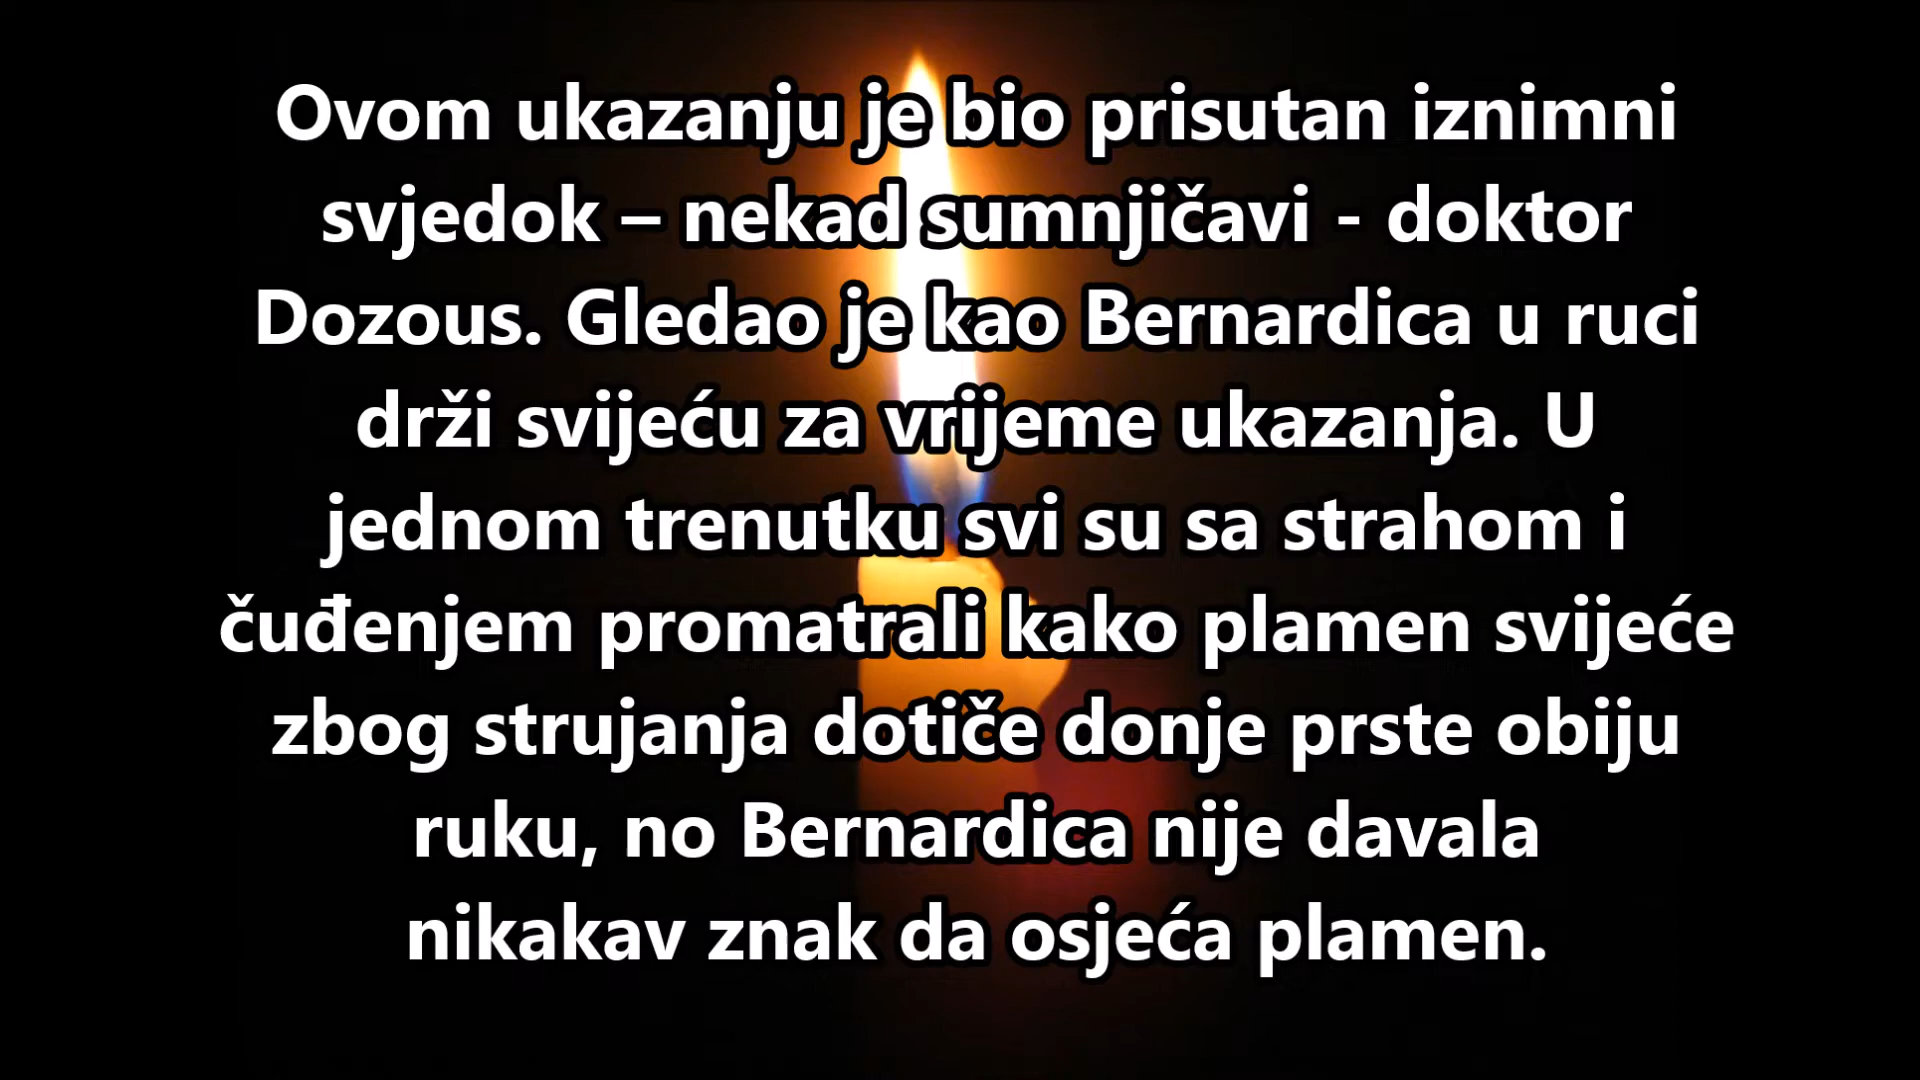 Ovom ukazanju je bio prisutan iznimni
svjedok – nekad sumnjičavi - doktor
Dozous. Gledao je kao Bernardica u ruci
drži svijeću za vrijeme ukazanja. U
jednom trenutku svi su sa strahom i
čuđenjem promatrali kako plamen svijeće
zbog strujanja dotiče donje prste obiju
ruku, no Bernardica nije davala
nikakav znak da osjeća plamen.